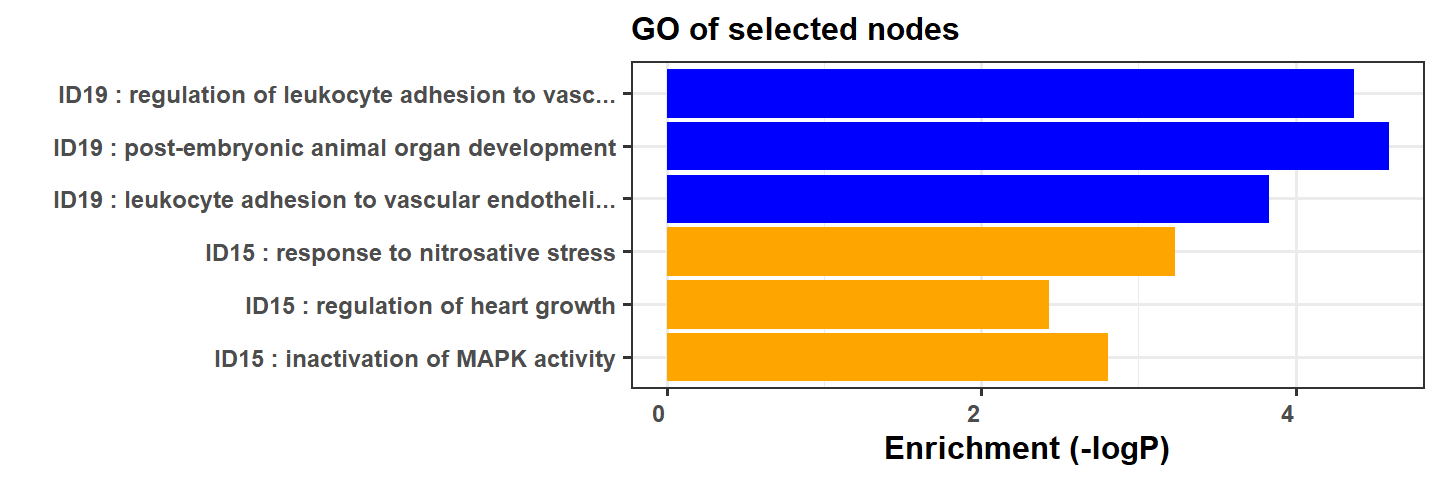 GO of selected nodes
ID19 : regulation of leukocyte adhesion to vasc...
ID19 : post-embryonic animal organ development
ID19 : leukocyte adhesion to vascular endotheli...
ID15 : response to nitrosative stress
ID15 : regulation of heart growth
ID15 : inactivation of MAPK activity
0 2 4
Enrichment (-logP)